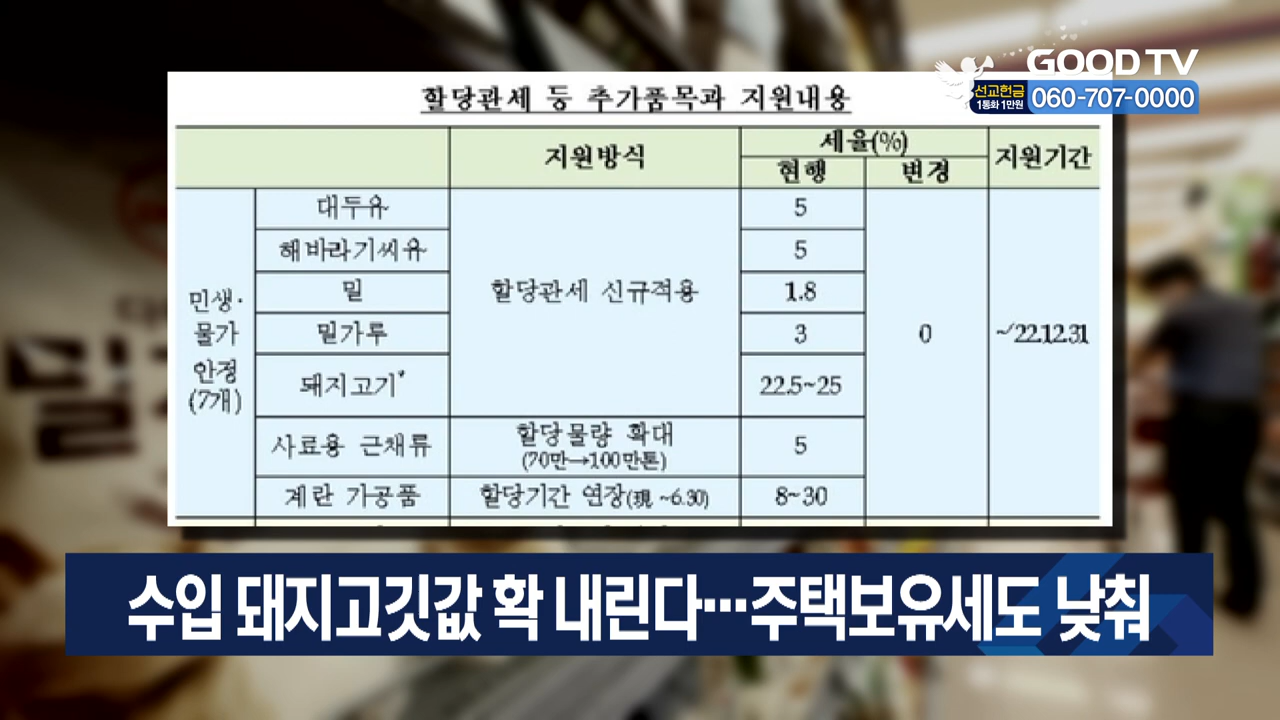 GOOD TV
선교헌금
1통화 1만원
060-707-0000
할당관세 등 추가품목과 지원내용
지원방식
세율(%)
지원기간
현행
변경
민생·
물가
안정
(7개)
대두유
5
해바라기씨유
5
밀
할당관세 신규적용
1.8
밀가루
3
0
~'22.12.31
돼지고기*
22.5~25
사료용 근채류
할당물량 확대
(70만→100만톤)
5
계란 가공품
할당기간 연장(現 ~6.30)
8~30
수입 돼지고깃값 확 내린다…주택보유세도 낮춰